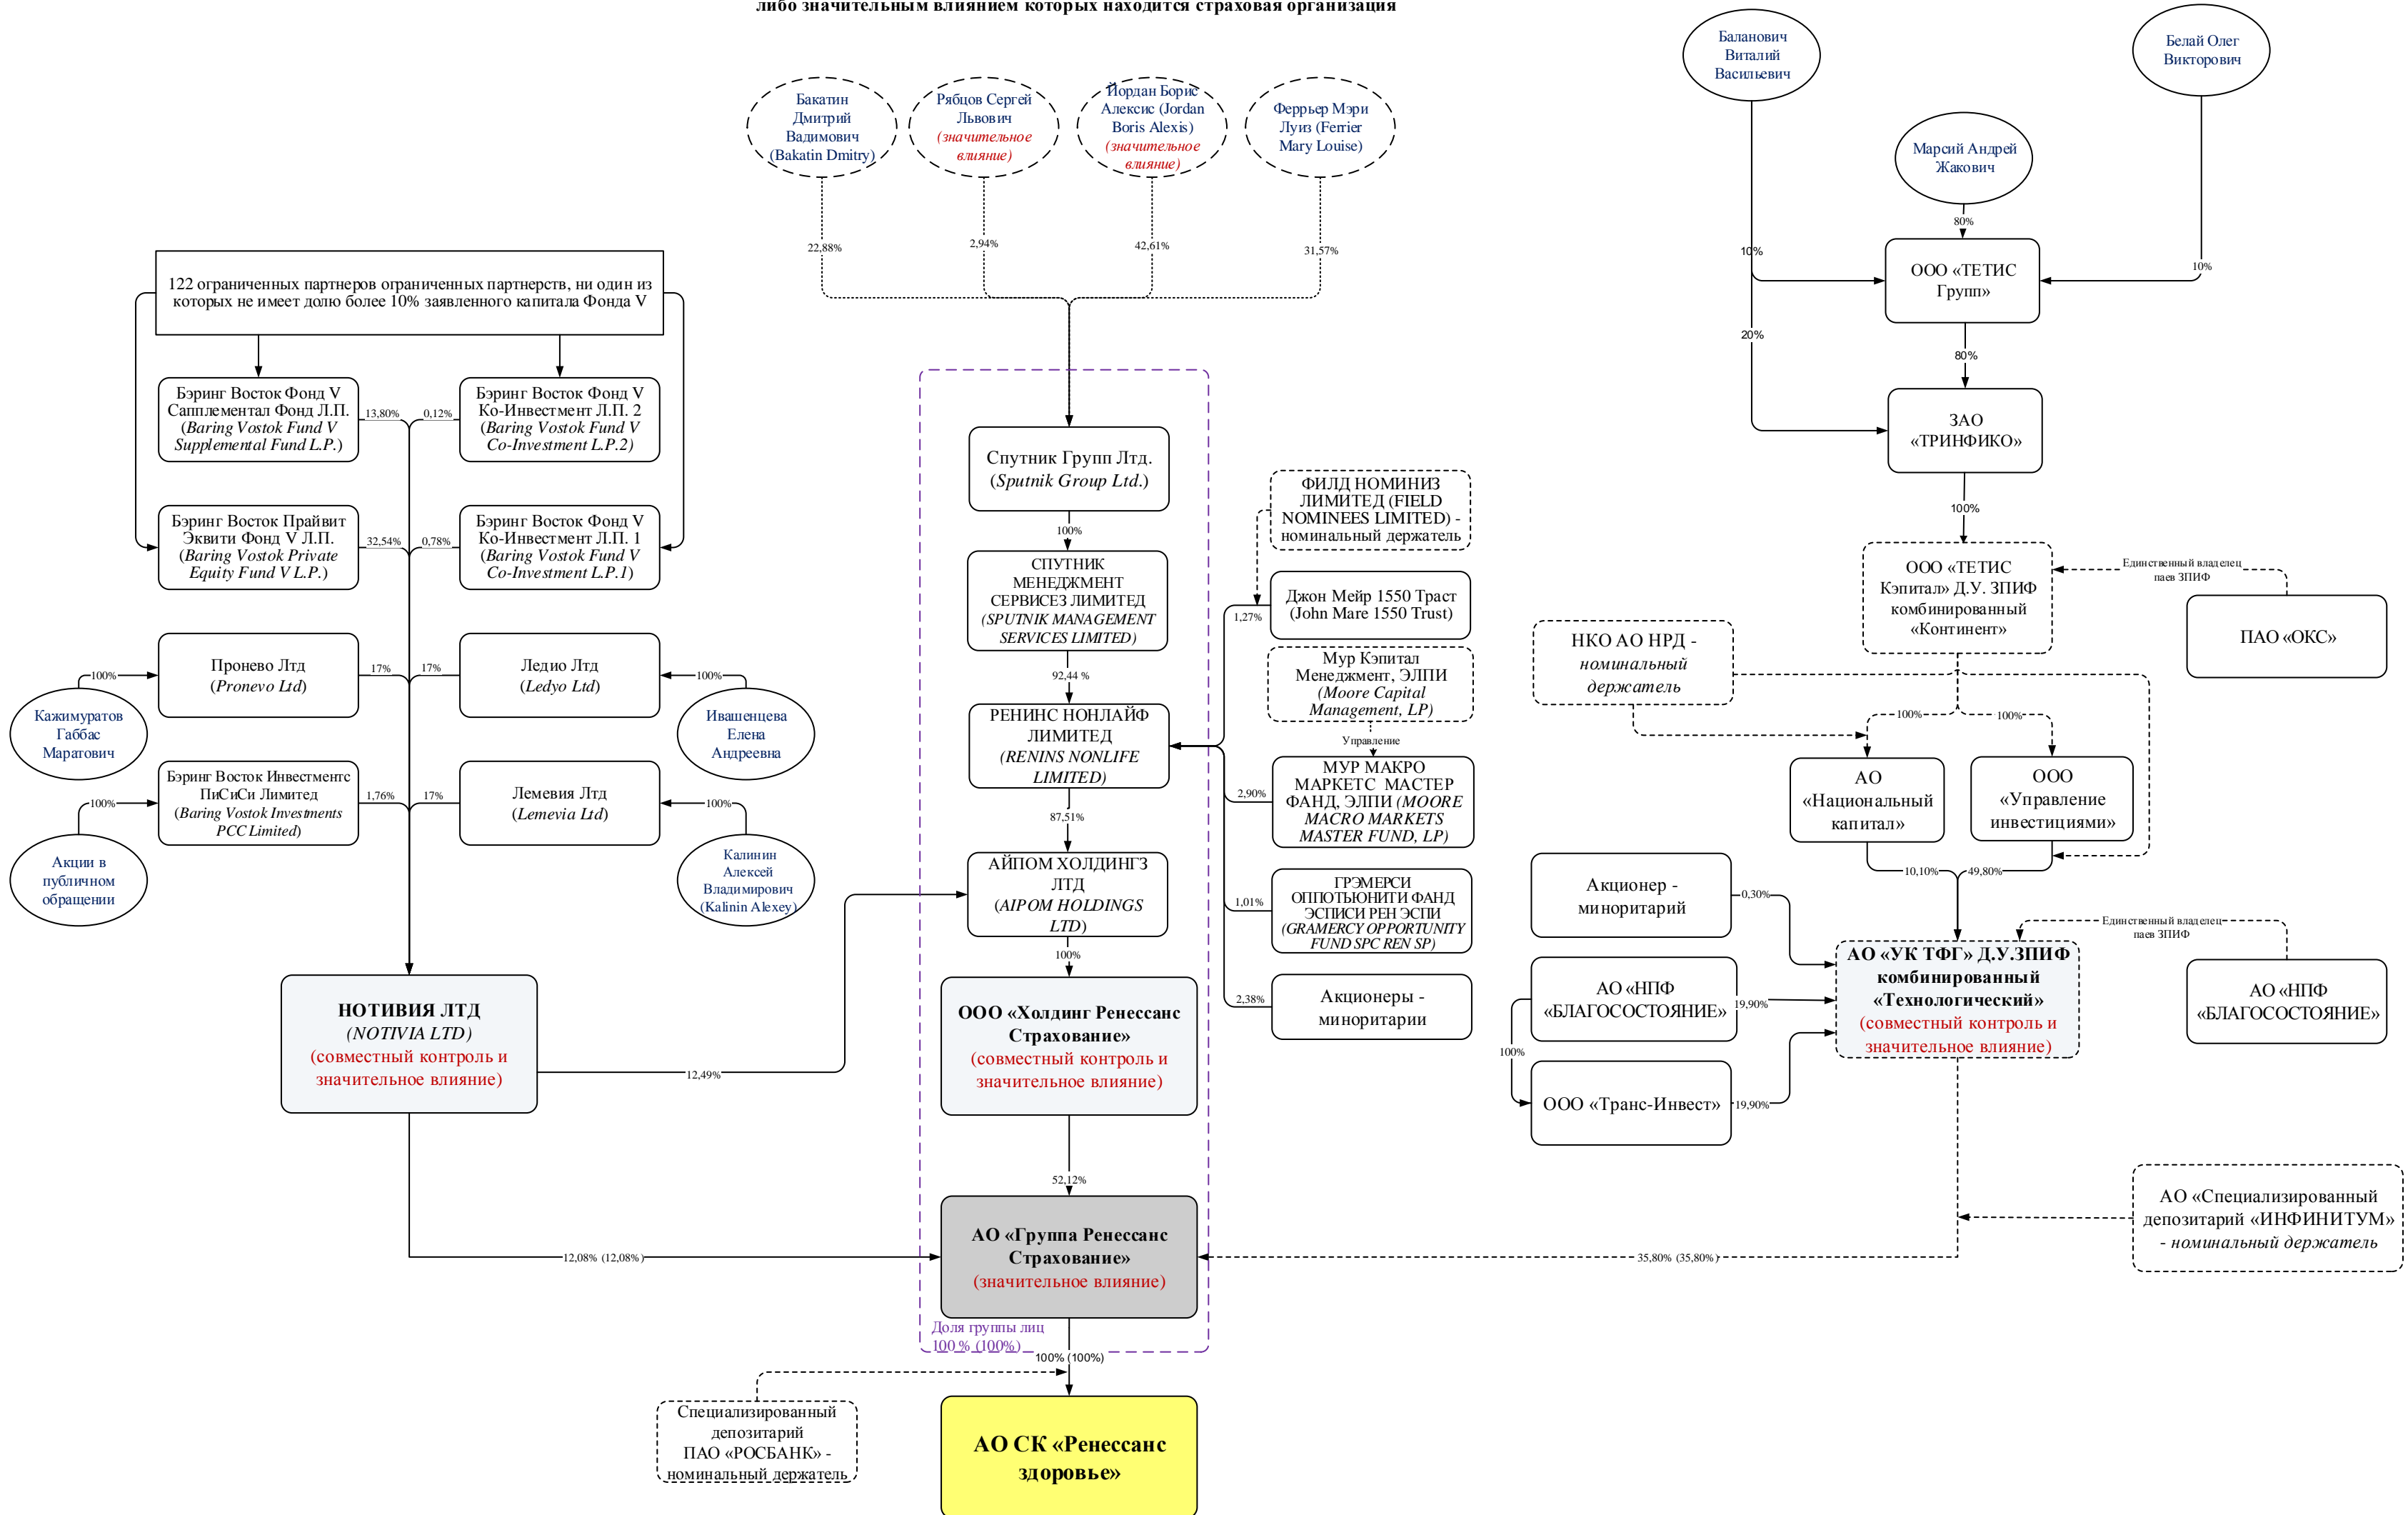 либо значительным влиянием которых находится страховая организация
Баланович
Виталий
Васильевич
Белай Олег
Викторович
Бакатин
Дмитрий
Вадимович
(Bakatin Dmitry)
Рябцов Сергей
Львович
(значительное
влияние)
Йордан Борис
Алексис (Jordan
Boris Alexis)
(значительное
влияние)
Феррьер Мэри
Луиз (Ferrier
Mary Louise)
Марсий Андрей
Жакович
22,88%
2,94%
42,61%
31,57%
80%
10%
10%
ООО «ТЕТИС
Групп»
20%
80%
ЗАО
«ТРИНФИКО»
100%
122 ограниченных партнеров ограниченных партнерств, ни один из
которых не имеет долю более 10% заявленного капитала Фонда V
Бэринг Восток Фонд V
Сапплементал Фонд Л.П.
(Baring Vostok Fund V
Supplemental Fund L.P.)
13,80%
0,12%
Бэринг Восток Фонд V
Ко-Инвестмент Л.П. 2
(Baring Vostok Fund V
Co-Investment L.P.2)
Бэринг Восток Прайвит
Эквити Фонд V Л.П.
(Baring Vostok Private
Equity Fund V L.P.)
32,54%
0,78%
Бэринг Восток Фонд V
Ко-Инвестмент Л.П. 1
(Baring Vostok Fund V
Co-Investment L.P.1)
Пронево Лтд
(Pronevo Ltd)
17%
17%
Ледио Лтд
(Ledyo Ltd)
100%
100%
Кажимуратов
Габбас
Маратович
Ивашенцева
Елена
Андреевна
Бэринг Восток Инвестментс
ПиСиСи Лимитед
(Baring Vostok Investments
PCC Limited)
1,76%
17%
Лемевия Лтд
(Lemevia Ltd)
100%
100%
Акции в
публичном
обращении
Калинин
Алексей
Владимирович
(Kalinin Alexey)
НОТИВИЯ ЛТД
(NOTIVIA LTD)
(совместный контроль и
значительное влияние)
12,49%
12,08% (12,08%)
Спутник Групп Лтд.
(Sputnik Group Ltd.)
100%
СПУТНИК
МЕНЕДЖМЕНТ
СЕРВИСЕЗ ЛИМИТЕД
(SPUTNIK MANAGEMENT
SERVICES LIMITED)
92,44 %
РЕНИНС НОНЛАЙФ
ЛИМИТЕД
(RENINS NONLIFE
LIMITED)
87,51%
АЙПОМ ХОЛДИНГЗ
ЛТД
(AIPOM HOLDINGS
LTD)
100%
ООО «Холдинг Ренессанс
Страхование»
(совместный контроль и
значительное влияние)
52,12%
АО «Группа Ренессанс
Страхование»
(значительное влияние)
Доля группы лиц
100 % (100%)
100% (100%)
Специализированный
депозитарий
ПАО «РОСБАНК» -
номинальный держатель
АО СК «Ренессанс
здоровье»
ФИЛД НОМИНИЗ
ЛИМИТЕД (FIELD
NOMINEES LIMITED) -
номинальный держатель
Джон Мейр 1550 Траст
(John Mare 1550 Trust)
1,27%
Мур Кэпитал
Менеджмент, ЭЛПИ
(Moore Capital
Management, LP)
Управление
МУР МАКРО
МАРКЕТС МАСТЕР
ФАНД, ЭЛПИ (MOORE
MACRO MARKETS
MASTER FUND, LP)
2,90%
ГРЭМЕРСИ
ОППОТЬЮНИТИ ФАНД
ЭСПИСИ РЕН ЭСПИ
(GRAMERCY OPPORTUNITY
FUND SPC REN SP)
1,01%
Акционеры -
миноритарии
2,38%
ООО «ТЕТИС
Кэпитал» Д.У. ЗПИФ
комбинированный
«Континент»
Единственный владелец
паев ЗПИФ
ПАО «ОКС»
НКО АО НРД -
номинальный
держатель
100%
100%
АО
«Национальный
капитал»
ООО
«Управление
инвестициями»
10,10%
49,80%
Акционер -
миноритарий
0,30%
АО «НПФ
«БЛАГОСОСТОЯНИЕ»
19,90%
100%
ООО «Транс-Инвест»
19,90%
АО «УК ТФГ» Д.У.ЗПИФ
комбинированный
«Технологический»
(совместный контроль и
значительное влияние)
Единственный владелец
паев ЗПИФ
АО «НПФ
«БЛАГОСОСТОЯНИЕ»
АО «Специализированный
депозитарий «ИНФИНИТУМ»
- номинальный держатель
35,80% (35,80%)